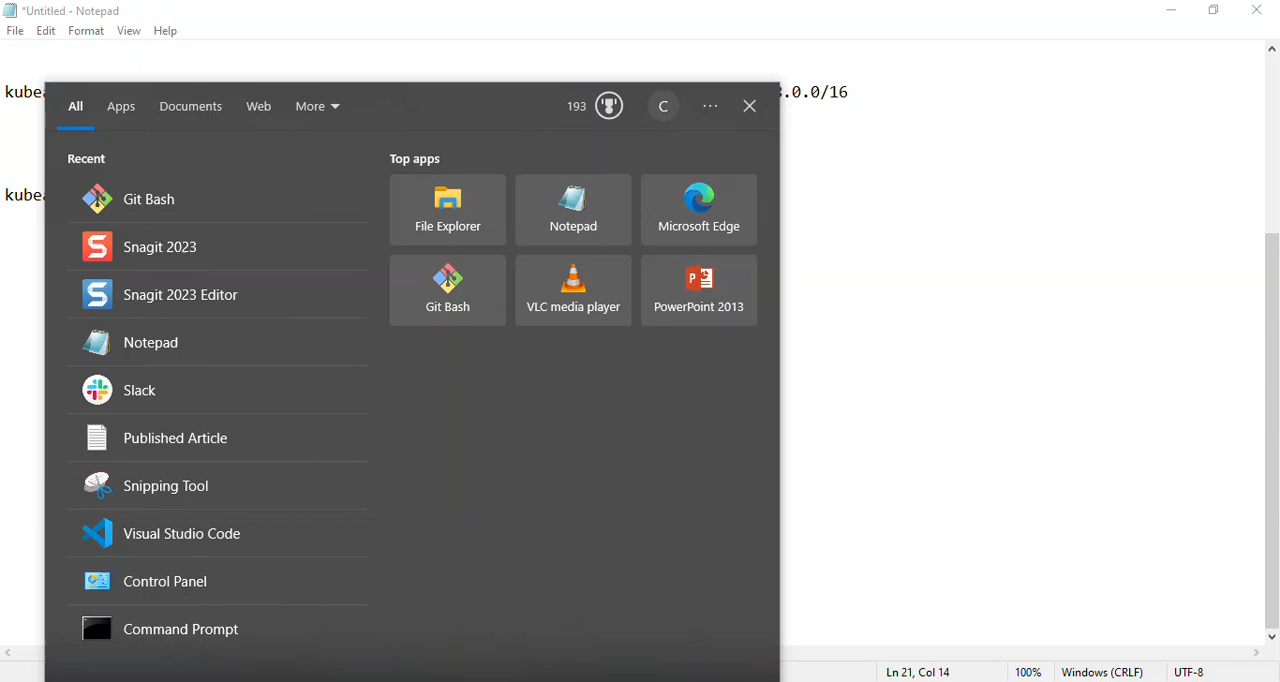 *Untitled - Notepad
File Edit Format View Help
All Apps Documents Web More 193 C ...
.0.0/16
Recent
Top apps
Git Bash
Snagit 2023
Snagit 2023 Editor
Notepad
Slack
Published Article
Snipping Tool
Visual Studio Code
Control Panel
Command Prompt
File Explorer Notepad Microsoft Edge
Git Bash VLC media player PowerPoint 2013
Ln 21, Col 14 100% Windows (CRLF) UTF-8